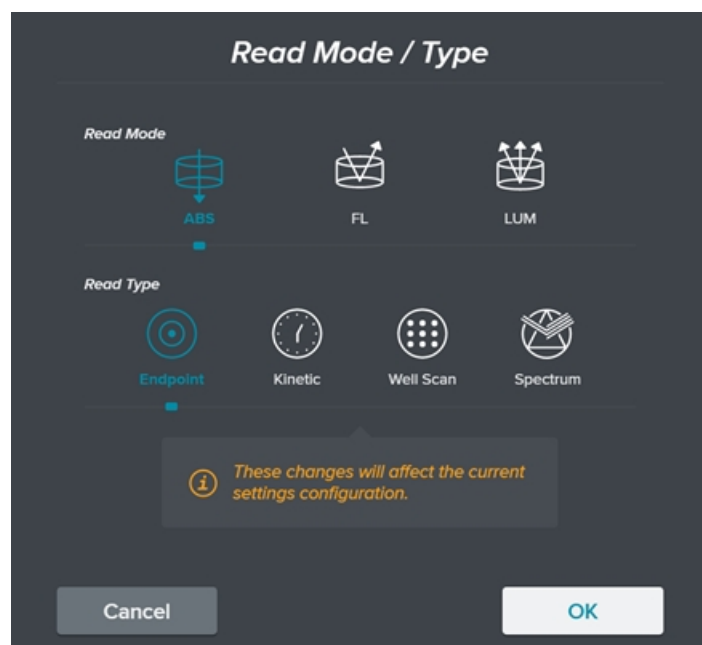 Read Mode / Type
Read Mode
ABS
FL
LUM
Read Type
Endpoint
Kinetic
Well Scan
Spectrum
These changes will affect the current
settings configuration.
Cancel
OK